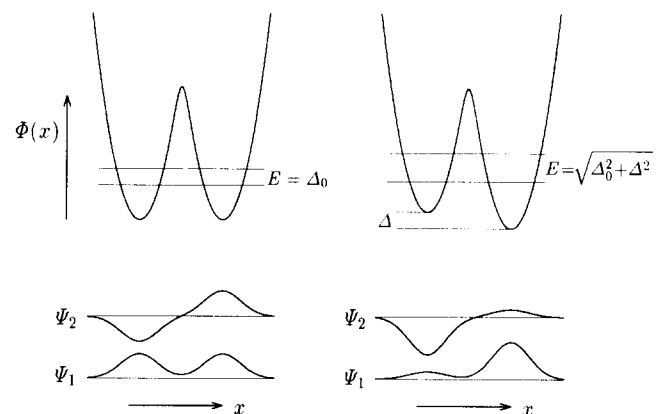 Φ(x)
E = Δ₀
Δ
E=√Δ₀²+Δ²
Ψ₂
Ψ₁
x
Ψ₂
Ψ₁
x